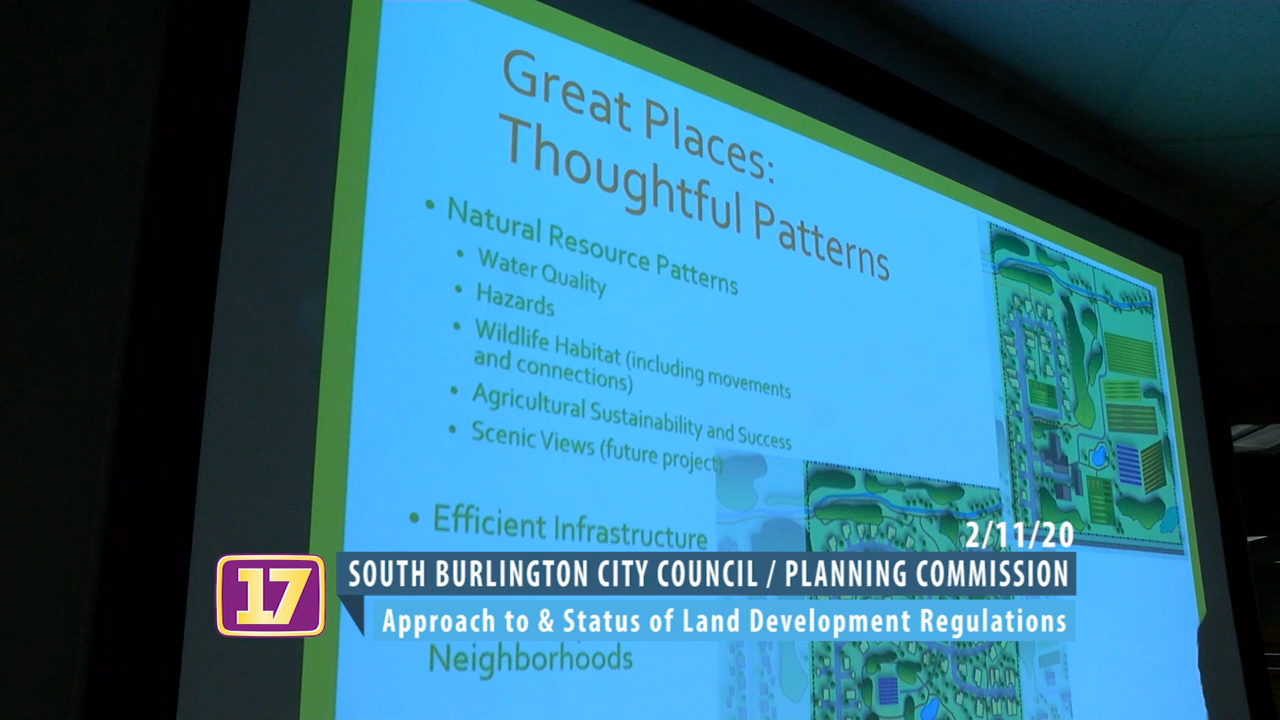 Great Places:
Thoughtful Patterns
• Natural Resource Patterns
• Water Quality
• Hazards
• Wildlife Habitat (including movements
and connections)
• Agricultural Sustainability and Success
• Scenic Views (future project)
• Efficient Infrastructure
2/11/20
17
SOUTH BURLINGTON CITY COUNCIL / PLANNING COMMISSION
Approach to & Status of Land Development Regulations
Neighborhoods